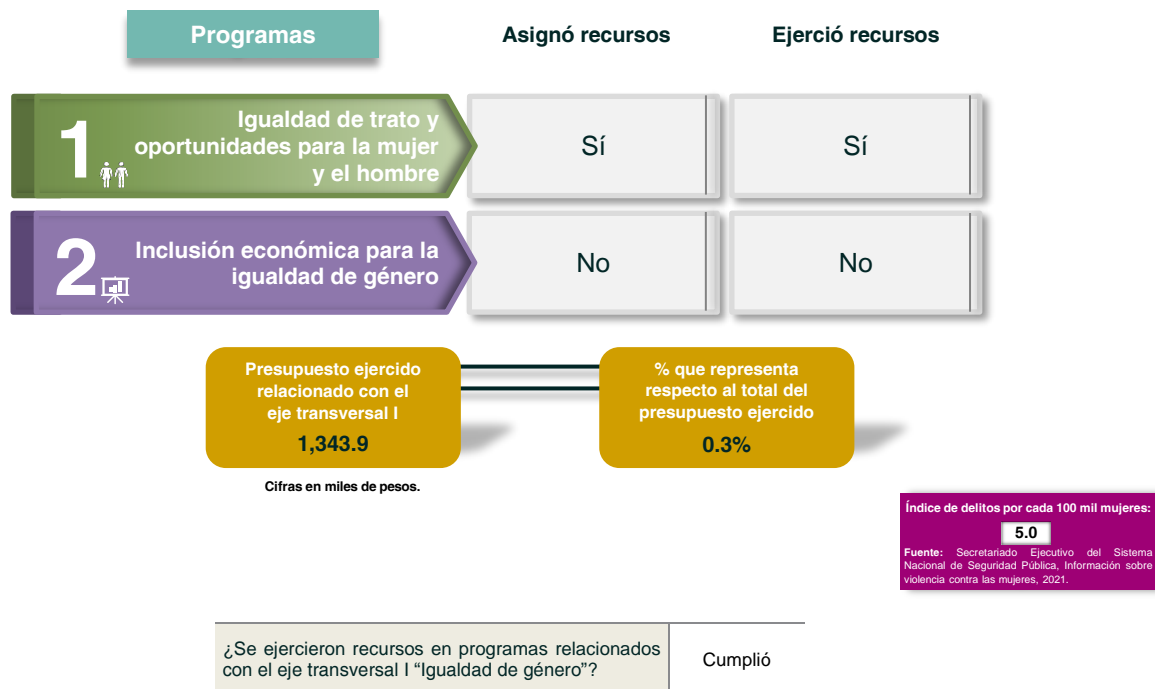 Programas
Asignó recursos
Ejerció recursos
1
Igualdad de trato y
oportunidades para la mujer
y el hombre
Sí
Sí
2
Inclusión económica para la
igualdad de género
No
No
Presupuesto ejercido
relacionado con el
eje transversal I
1,343.9
% que representa
respecto al total del
presupuesto ejercido
0.3%
Cifras en miles de pesos.
Índice de delitos por cada 100 mil mujeres:
5.0
Fuente: Secretariado Ejecutivo del Sistema
Nacional de Seguridad Pública, Información sobre
violencia contra las mujeres, 2021.
¿Se ejercieron recursos en programas relacionados
con el eje transversal I “Igualdad de género”?
Cumplió